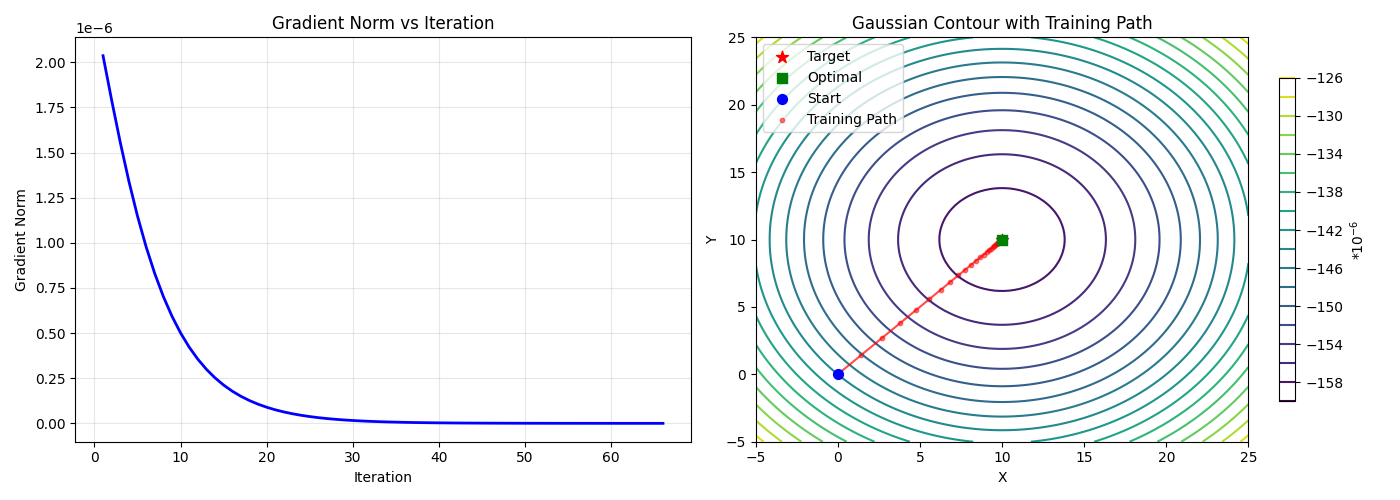 Gradient Norm vs Iteration
1e−6
2.00
1.75
1.50
1.25
1.00
0.75
0.50
0.25
0.00
Gradient Norm
0 10 20 30 40 50 60
Iteration
Gaussian Contour with Training Path
Target
Optimal
Start
Training Path
25
20
15
10
5
0
−5
Y
−5 0 5 10 15 20 25
X
−126
−130
−134
−138
−142
−146
−150
−154
−158
*10⁻⁶